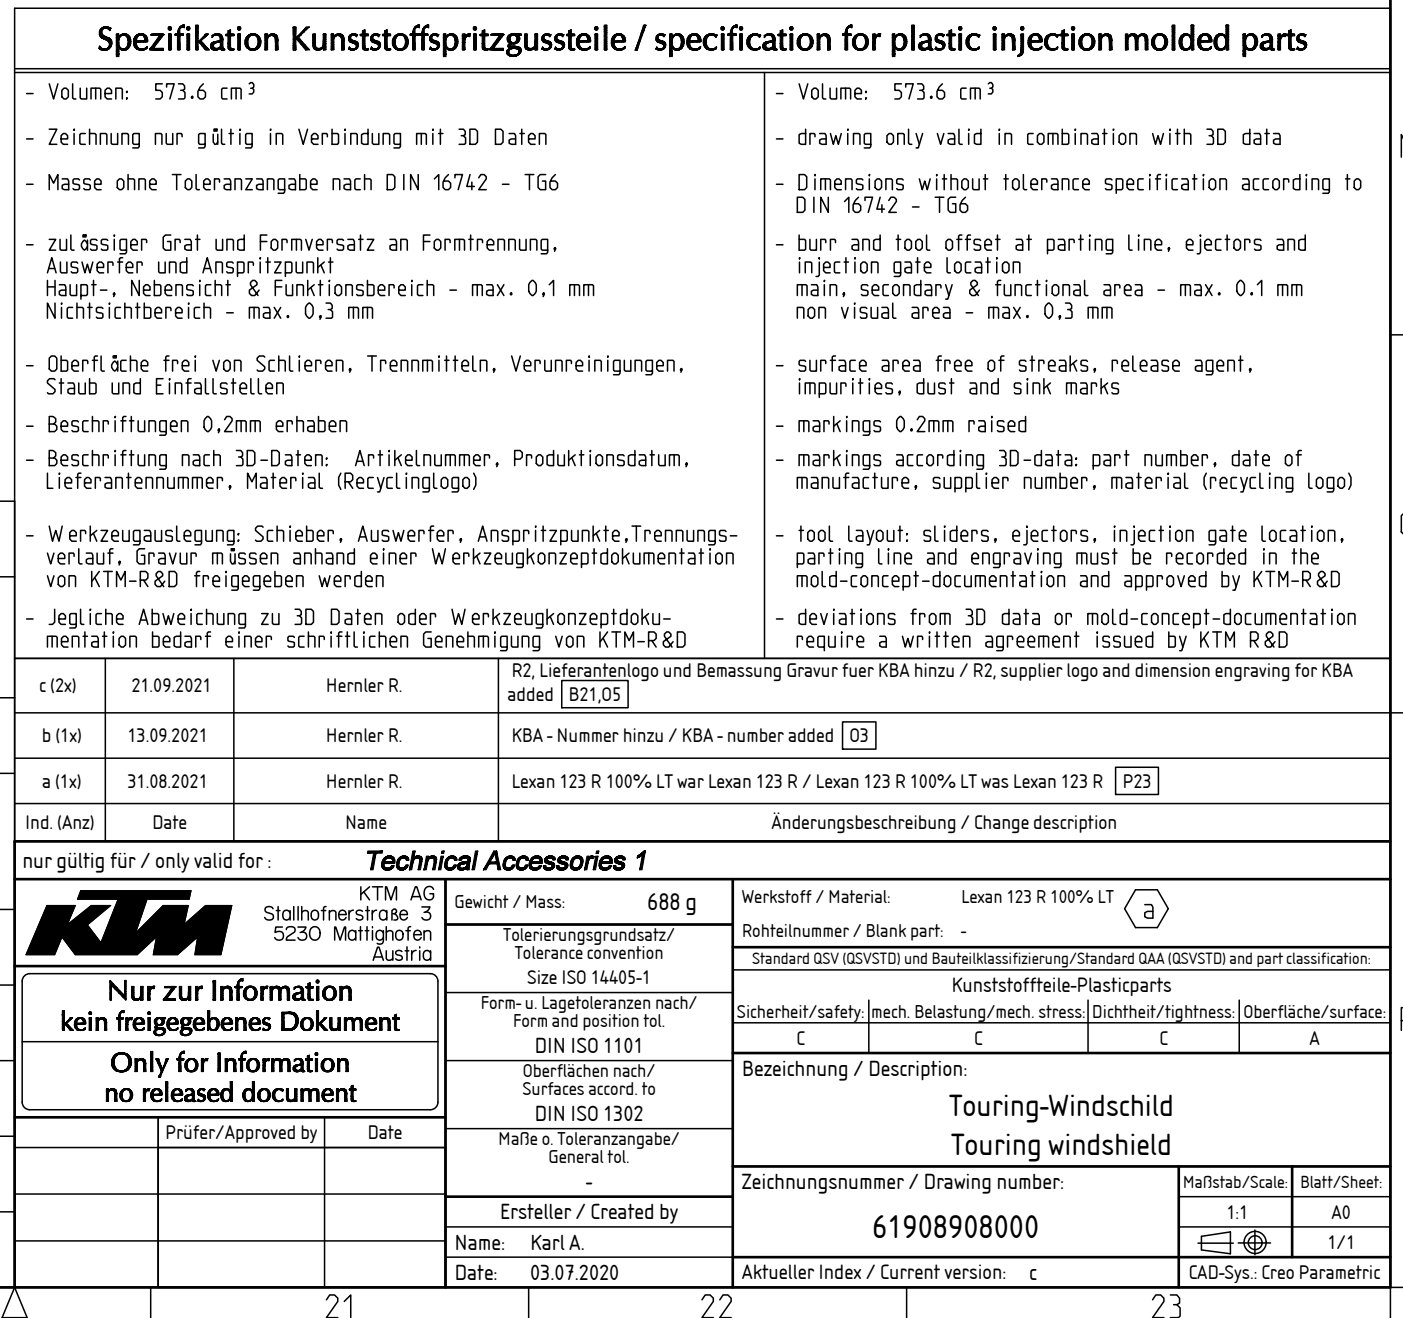 Spezifikation Kunststoffspritzgussteile / specification for plastic injection molded parts
- Volumen: 573.6 cm³
- Zeichnung nur gültig in Verbindung mit 3D Daten
- Masse ohne Toleranzangabe nach DIN 16742 - TG6
- zulässiger Grat und Formversatz an Formtrennung,
Auswerfer und Anspritzpunkt
Haupt-, Nebensicht & Funktionsbereich - max. 0,1 mm
Nichtsichtbereich - max. 0,3 mm
- Oberfläche frei von Schlieren, Trennmitteln, Verunreinigungen,
Staub und Einfallstellen
- Beschriftungen 0,2mm erhaben
- Beschriftung nach 3D-Daten: Artikelnummer, Produktionsdatum,
Lieferantennummer, Material (Recyclinglogo)
- Werkzeugauslegung: Schieber, Auswerfer, Anspritzpunkte,Trennungs-
verlauf, Gravur müssen anhand einer Werkzeugkonzeptdokumentation
von KTM-R&D freigegeben werden
- Jegliche Abweichung zu 3D Daten oder Werkzeugkonzeptdoku-
mentation bedarf einer schriftlichen Genehmigung von KTM-R&D
- Volume: 573.6 cm³
- drawing only valid in combination with 3D data
- Dimensions without tolerance specification according to
DIN 16742 - TG6
- burr and tool offset at parting line, ejectors and
injection gate location
main, secondary & functional area - max. 0.1 mm
non visual area - max. 0,3 mm
- surface area free of streaks, release agent,
impurities, dust and sink marks
- markings 0.2mm raised
- markings according 3D-data: part number, date of
manufacture, supplier number, material (recycling logo)
- tool layout: sliders, ejectors, injection gate location,
parting line and engraving must be recorded in the
mold-concept-documentation and approved by KTM-R&D
- deviations from 3D data or mold-concept-documentation
require a written agreement issued by KTM R&D
c (2x) 21.09.2021 Hernler R. R2, Lieferantenlogo und Bemassung Gravur fuer KBA hinzu / R2, supplier logo and dimension engraving for KBA
added B21,O5
b (1x) 13.09.2021 Hernler R. KBA - Nummer hinzu / KBA - number added O3
a (1x) 31.08.2021 Hernler R. Lexan 123 R 100% LT war Lexan 123 R / Lexan 123 R 100% LT was Lexan 123 R P23
Ind. (Anz) Date Name Änderungsbeschreibung / Change description
nur gültig für / only valid for : Technical Accessories 1
KTM
KTM AG
Stallhofnerstraße 3
5230 Mattighofen
Austria
Nur zur Information
kein freigegebenes Dokument
Only for Information
no released document
Prüfer/Approved by Date
Gewicht / Mass: 688 g
Tolerierungsgrundsatz/
Tolerance convention
Size ISO 14405-1
Form- u. Lagetoleranzen nach/
Form and position tol.
DIN ISO 1101
Oberflächen nach/
Surfaces accord. to
DIN ISO 1302
Maße o. Toleranzangabe/
General tol.
-
Ersteller / Created by
Name: Karl A.
Date: 03.07.2020
Werkstoff / Material: Lexan 123 R 100% LT a
Rohteilnummer / Blank part: -
Standard QSV (QSVSTD) und Bauteilklassifizierung/Standard QAA (QSVSTD) and part classification:
Kunststoffteile-Plasticparts
Sicherheit/safety: mech. Belastung/mech. stress: Dichtheit/tightness: Oberfläche/surface:
C C C A
Bezeichnung / Description:
Touring-Windschild
Touring windshield
Zeichnungsnummer / Drawing number:
61908908000
Maßstab/Scale: Blatt/Sheet:
1:1 A0
1/1
Aktueller Index / Current version: c
CAD-Sys.: Creo Parametric
21 22 23